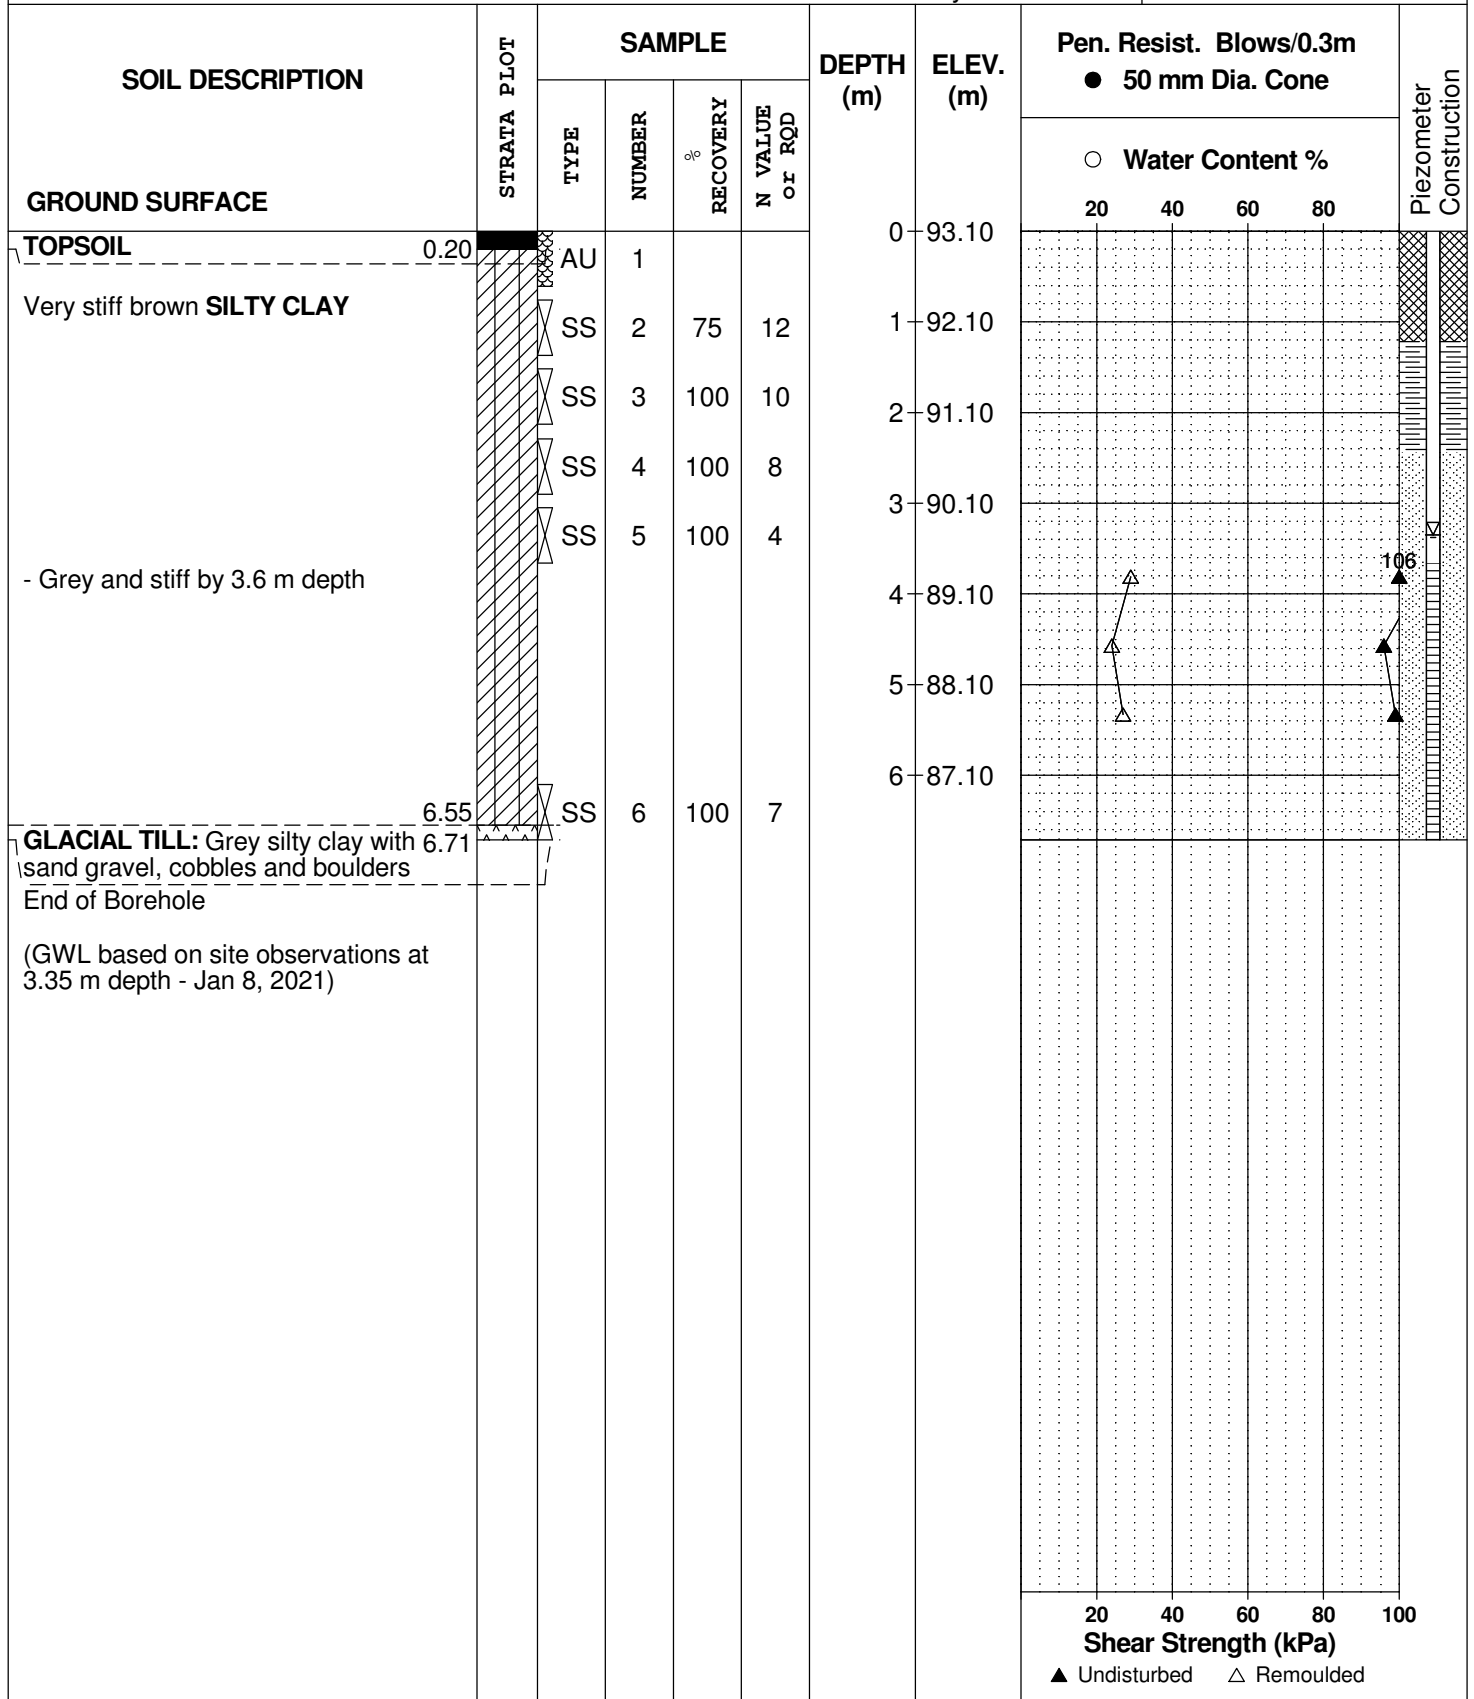 SOIL DESCRIPTION
GROUND SURFACE
STRATA PLOT
SAMPLE
TYPE
NUMBER
% RECOVERY
N VALUE or RQD
DEPTH (m)
ELEV. (m)
Pen. Resist. Blows/0.3m
● 50 mm Dia. Cone
○ Water Content %
20 40 60 80
Piezometer Construction
TOPSOIL 0.20
0 93.10
AU 1
Very stiff brown SILTY CLAY
SS 2 75 12
1 92.10
SS 3 100 10
2 91.10
SS 4 100 8
3 90.10
SS 5 100 4
106
- Grey and stiff by 3.6 m depth
4 89.10
5 88.10
6 87.10
6.55
SS 6 100 7
GLACIAL TILL: Grey silty clay with 6.71
sand gravel, cobbles and boulders
End of Borehole
(GWL based on site observations at
3.35 m depth - Jan 8, 2021)
20 40 60 80 100
Shear Strength (kPa)
▲ Undisturbed △ Remoulded